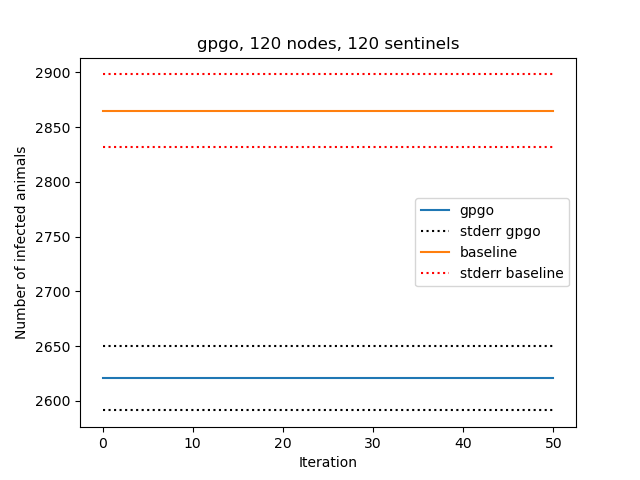 gpgo, 120 nodes, 120 sentinels
2900
2850
2800
2750
2700
2650
2600
Number of infected animals
gpgo
stderr gpgo
baseline
stderr baseline
0 10 20 30 40 50
Iteration